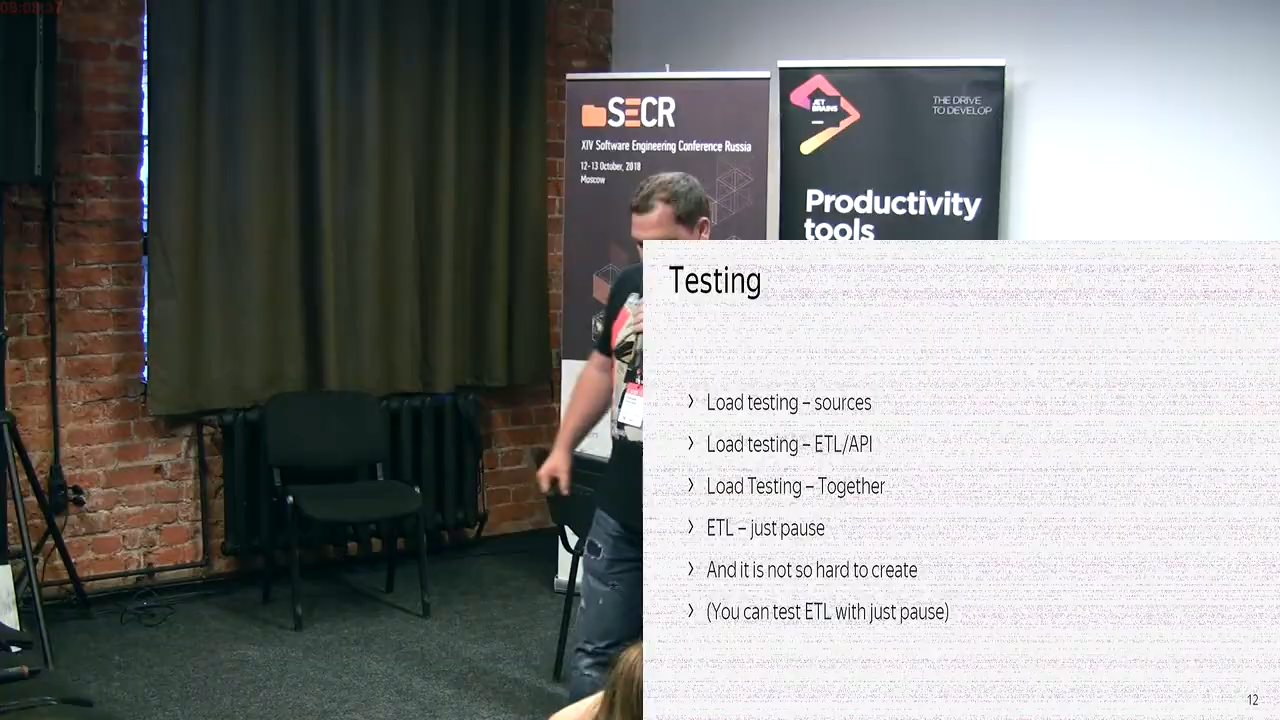 SECR
XIV Software Engineering Conference Russia
12-13 October, 2018
Moscow
JET
BRAINS
THE DRIVE
TO DEVELOP
Productivity
tools
Testing
Load testing – sources
Load testing – ETL/API
Load Testing – Together
ETL – just pause
And it is not so hard to create
(You can test ETL with just pause)
12